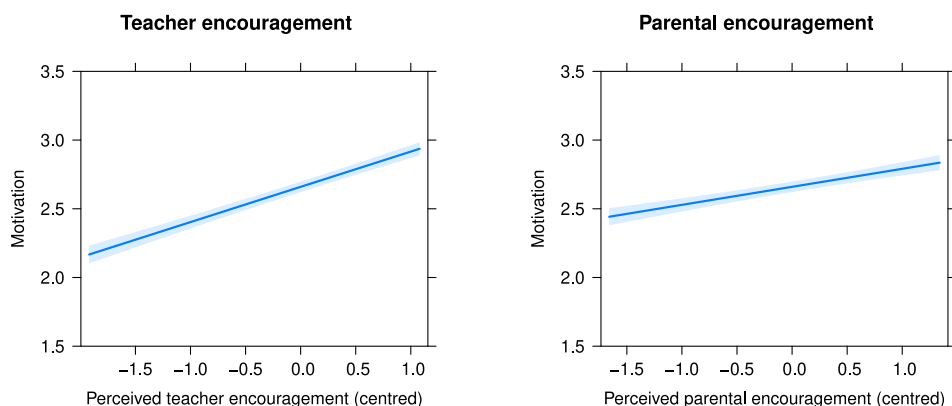 Teacher encouragement
3.5
3.0
2.5
2.0
1.5
Motivation
−1.5 −1.0 −0.5 0.0 0.5 1.0
Perceived teacher encouragement (centred)
Parental encouragement
3.5
3.0
2.5
2.0
1.5
Motivation
−1.5 −1.0 −0.5 0.0 0.5 1.0
Perceived parental encouragement (centred)